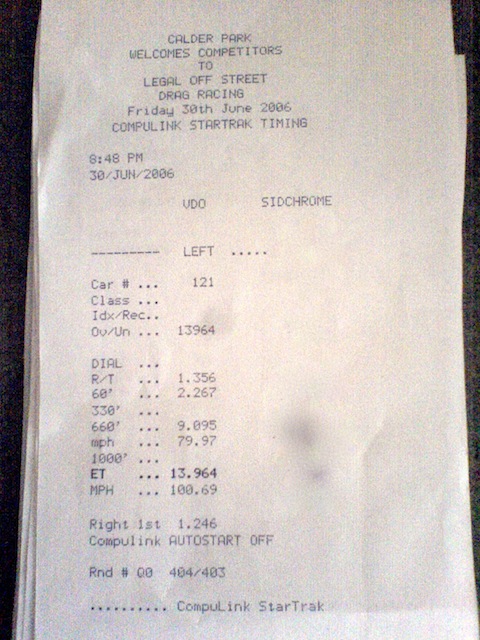 CALDER PARK
WELCOMES COMPETITORS
TO
LEGAL OFF STREET
DRAG RACING
Friday 30th June 2006
COMPULINK STARTRAK TIMING
8:48 PM
30/JUN/2006
VDO SIDCHROME
--------- LEFT .....
Car # ... 121
Class ...
Idx/Rec..
Ov/Un ... 13964
DIAL ...
R/T ... 1.356
60' ... 2.267
330' ...
660' ... 9.095
mph ... 79.97
1000' ...
ET ... 13.964
MPH ... 100.69
Right 1st 1.246
Compulink AUTOSTART OFF
Rnd # Q0 404/403
.......... CompuLink StarTrak